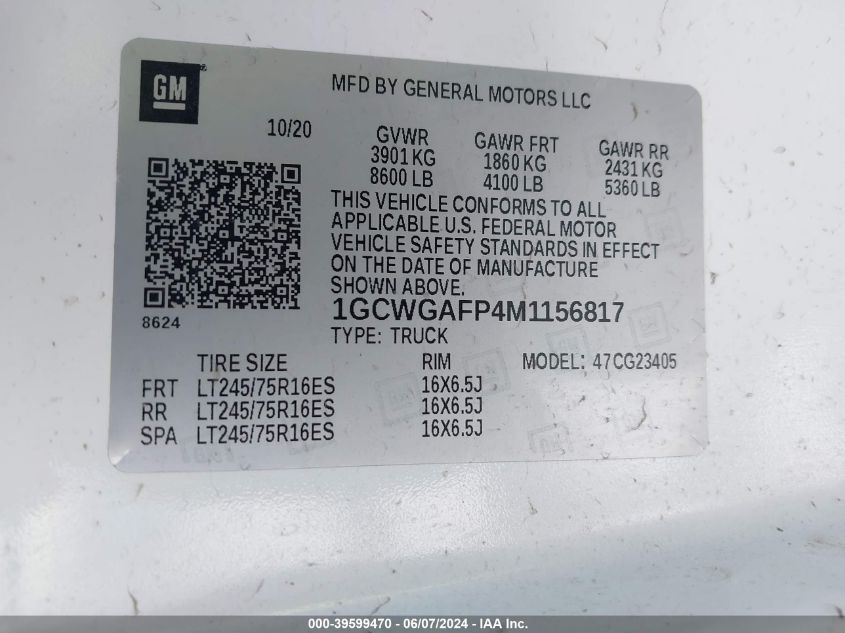 GM
MFD BY GENERAL MOTORS LLC
10/20
GVWR GAWR FRT GAWR RR
3901 KG 1860 KG 2431 KG
8600 LB 4100 LB 5360 LB
THIS VEHICLE CONFORMS TO ALL
APPLICABLE U.S. FEDERAL MOTOR
VEHICLE SAFETY STANDARDS IN EFFECT
ON THE DATE OF MANUFACTURE
SHOWN ABOVE.
8624
1GCWGAFP4M1156817
TYPE: TRUCK
TIRE SIZE RIM MODEL: 47CG23405
FRT LT245/75R16ES 16X6.5J
RR LT245/75R16ES 16X6.5J
SPA LT245/75R16ES 16X6.5J
000-39599470 - 06/07/2024 - IAA Inc.